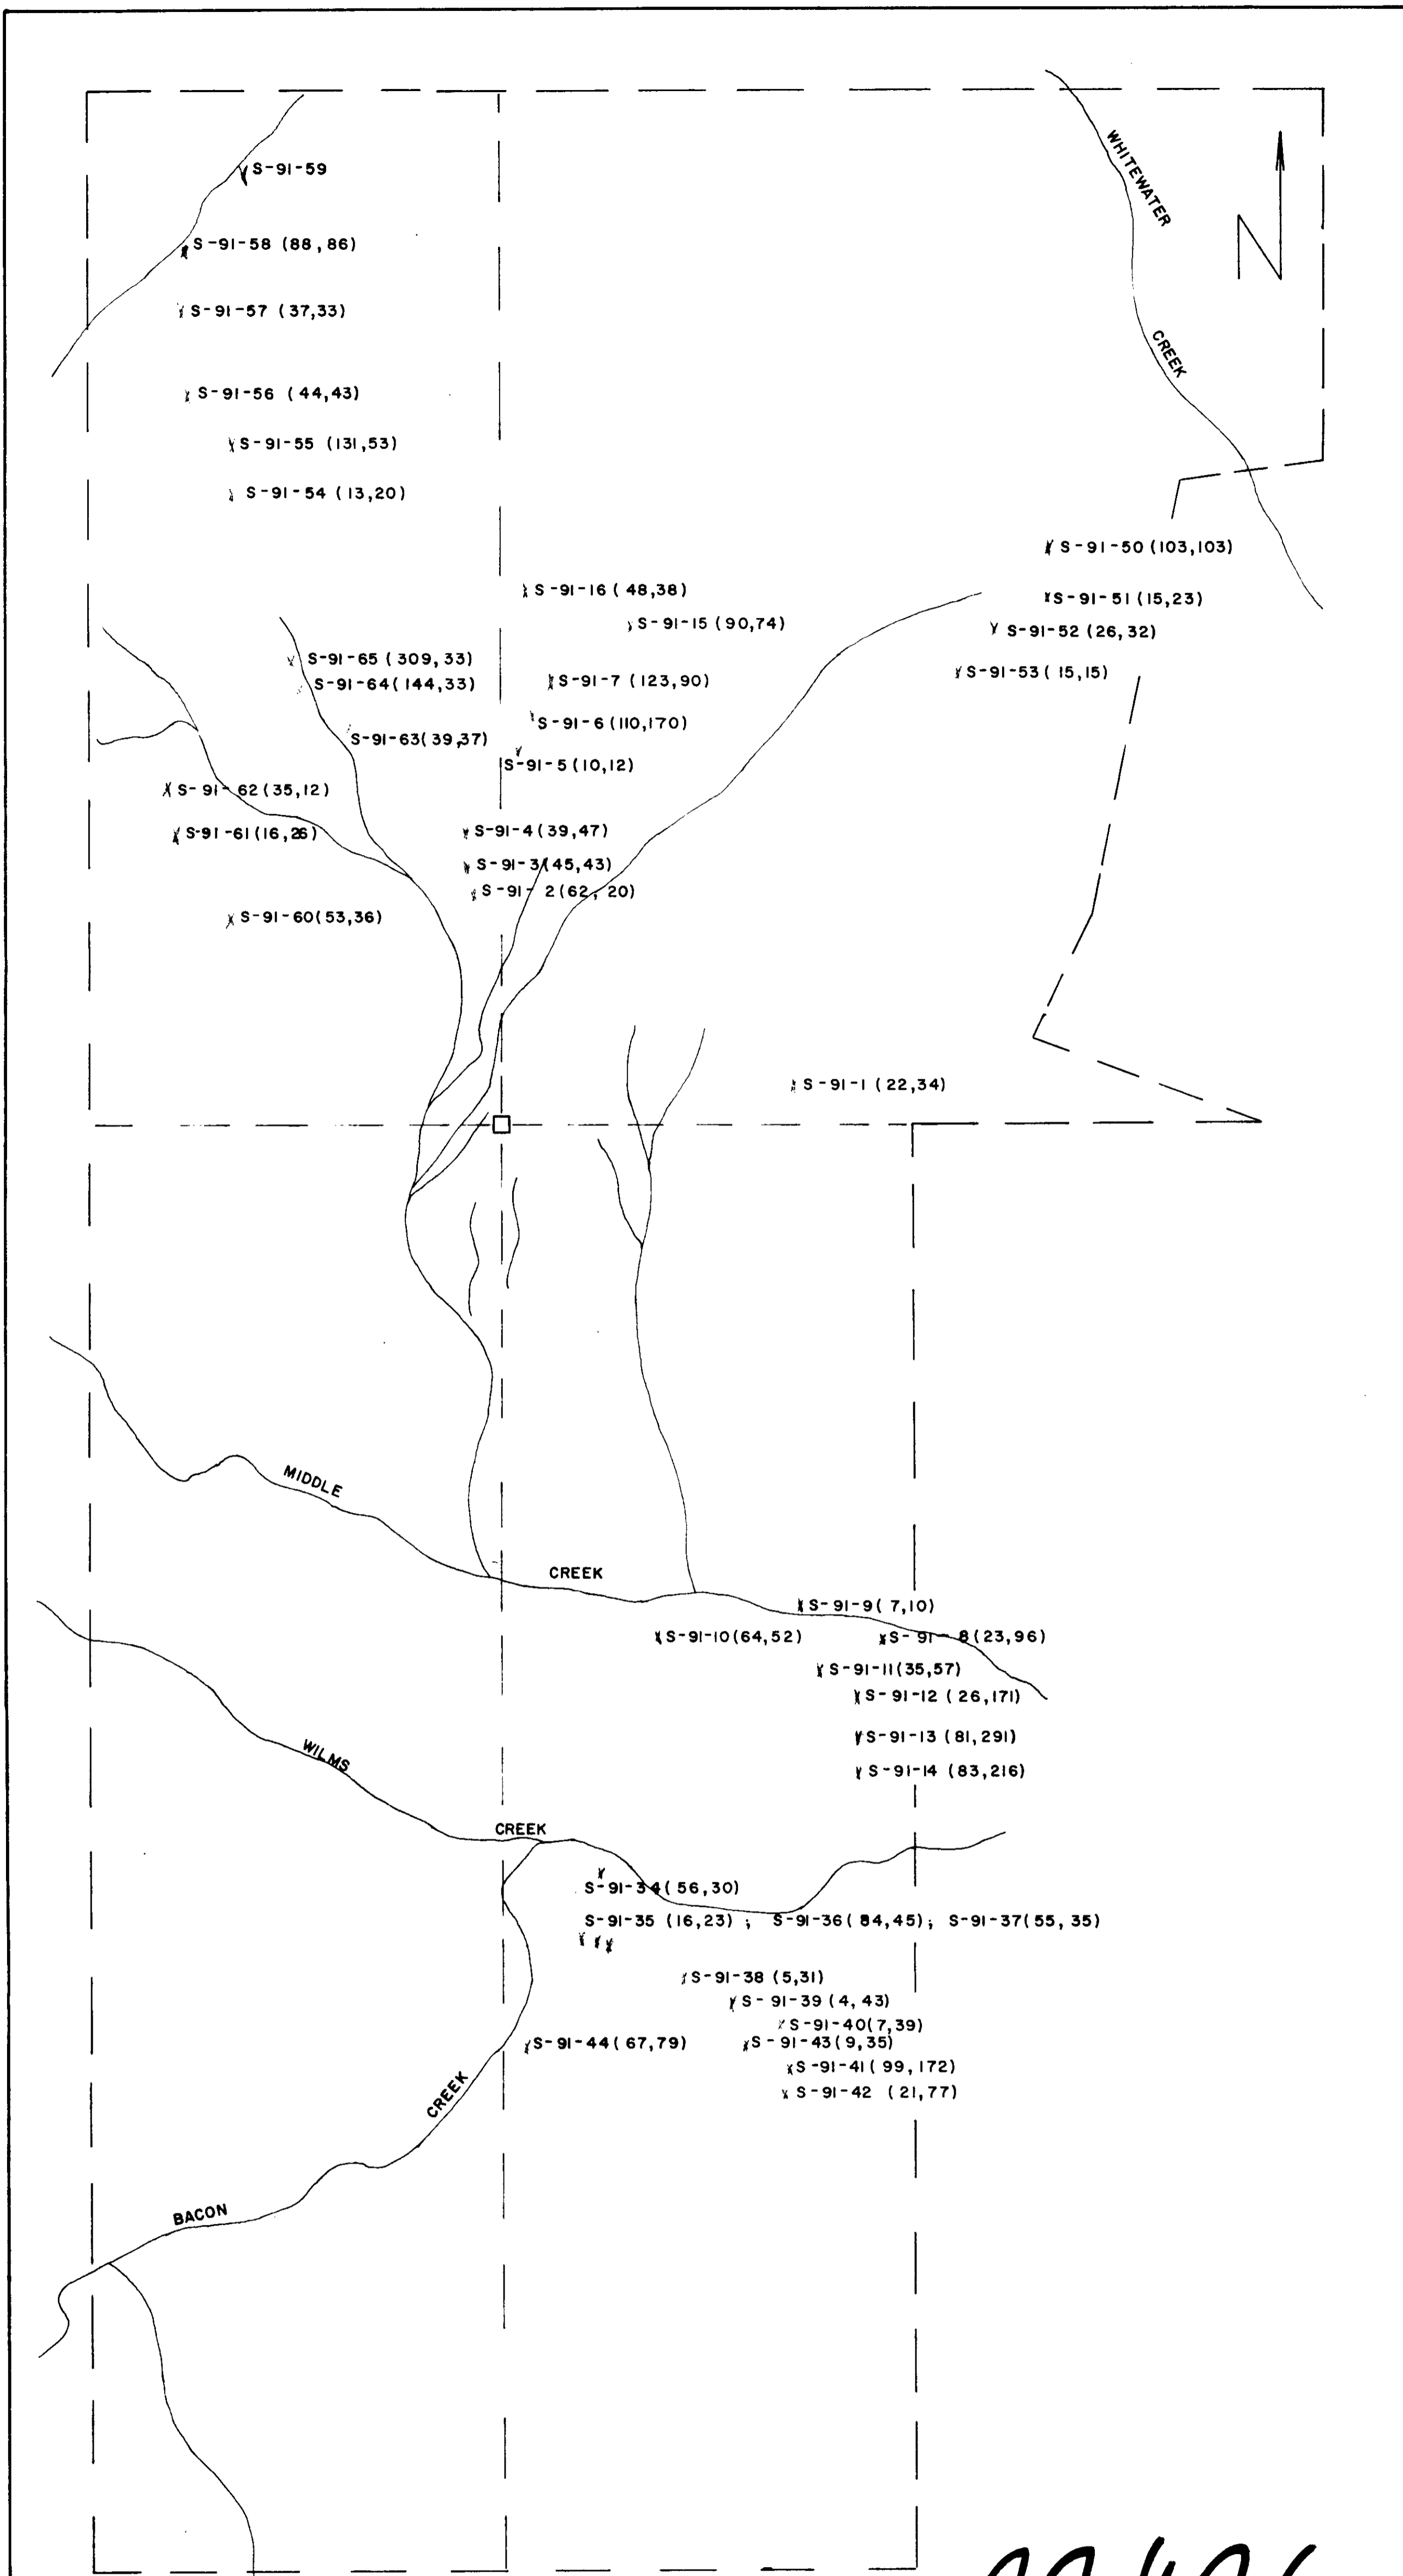 WHITEWATER
N
S-91-59
S-91-58 (88,86)
S-91-57 (37,33)
CREEK
S-91-56 (44,43)
S-91-55 (131,53)
S-91-54 (13,20)
S-91-50 (103,103)
S-91-16 (48,38)
S-91-51 (15,23)
S-91-15 (90,74)
S-91-52 (26,32)
S-91-65 (309,33)
S-91-53 (15,15)
S-91-64 (144,33)
S-91-7 (123,90)
S-91-6 (110,170)
S-91-63 (39,37)
S-91-5 (10,12)
S-91-62 (35,12)
S-91-61 (16,26)
S-91-4 (39,47)
S-91-3 (45,43)
S-91-2 (62,20)
S-91-60 (53,36)
S-91-1 (22,34)
MIDDLE
CREEK
S-91-9 (7,10)
S-91-10 (64,52)
S-91-8 (23,96)
S-91-11 (35,57)
S-91-12 (26,171)
S-91-13 (81,291)
WILMS
S-91-14 (83,216)
CREEK
S-91-34 (56,30)
S-91-35 (16,23) ; S-91-36 (84,45); S-91-37 (55,35)
S-91-38 (5,31)
S-91-39 (4,43)
S-91-40 (7,39)
S-91-44 (67,79)
S-91-43 (9,35)
S-91-41 (99,172)
S-91-42 (21,77)
CREEK
BACON